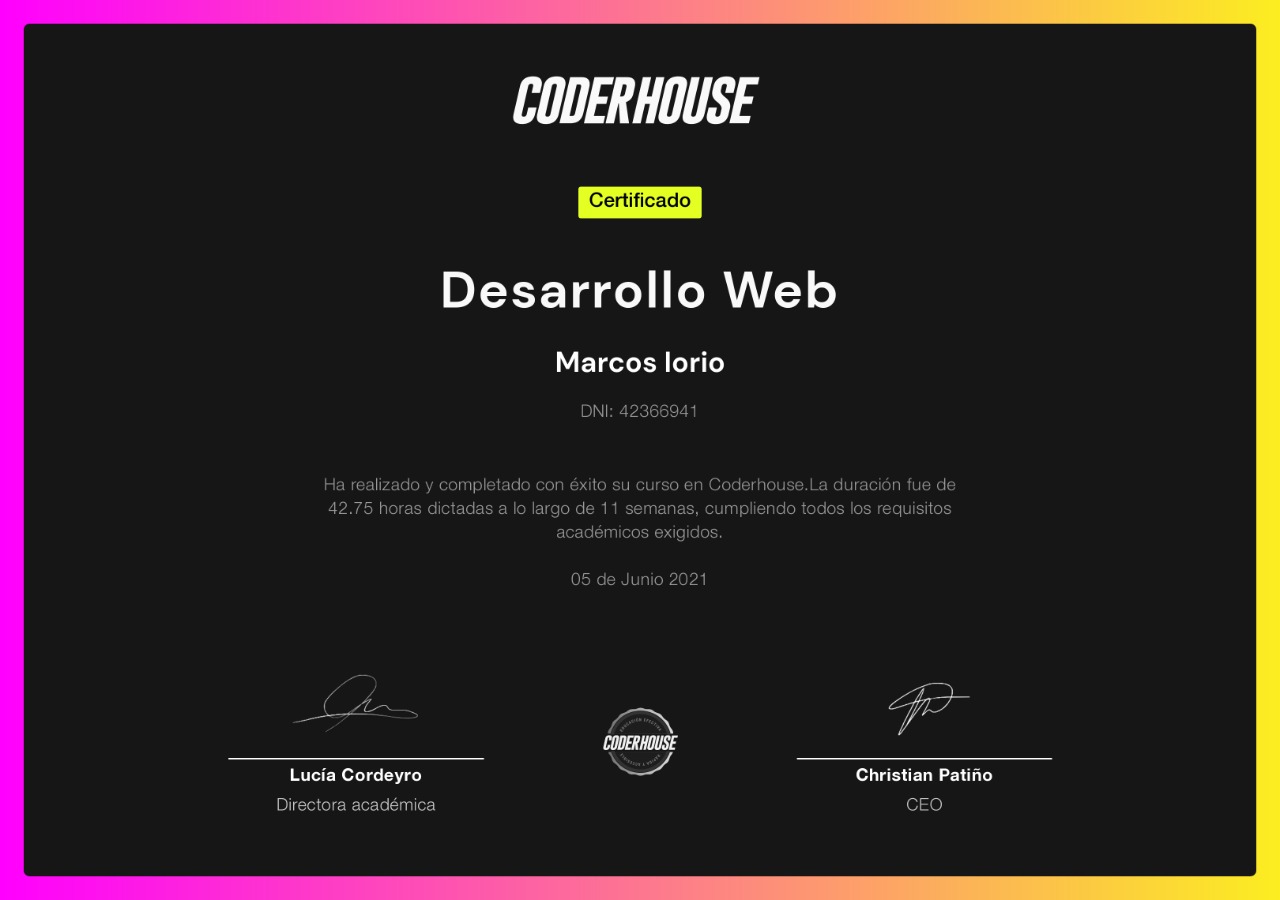 CODERHOUSE
Certificado
Desarrollo Web
Marcos Iorio
DNI: 42366941
Ha realizado y completado con éxito su curso en Coderhouse.La duración fue de
42.75 horas dictadas a lo largo de 11 semanas, cumpliendo todos los requisitos
académicos exigidos.
05 de Junio 2021
CODERHOUSE
Lucía Cordeyro
Christian Patiño
Directora académica
CEO